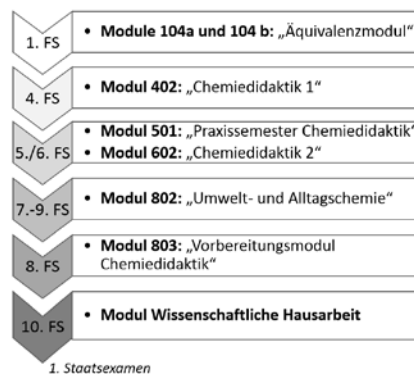 1. FS
• Module 104a und 104 b: „Äquivalenzmodul“
4. FS
• Modul 402: „Chemiedidaktik 1“
5./6. FS
• Modul 501: „Praxissemester Chemiedidaktik“
• Modul 602: „Chemiedidaktik 2“
7.-9. FS
• Modul 802: „Umwelt- und Alltagschemie“
8. FS
• Modul 803: „Vorbereitungsmodul
Chemiedidaktik“
10. FS
• Modul Wissenschaftliche Hausarbeit
1. Staatsexamen